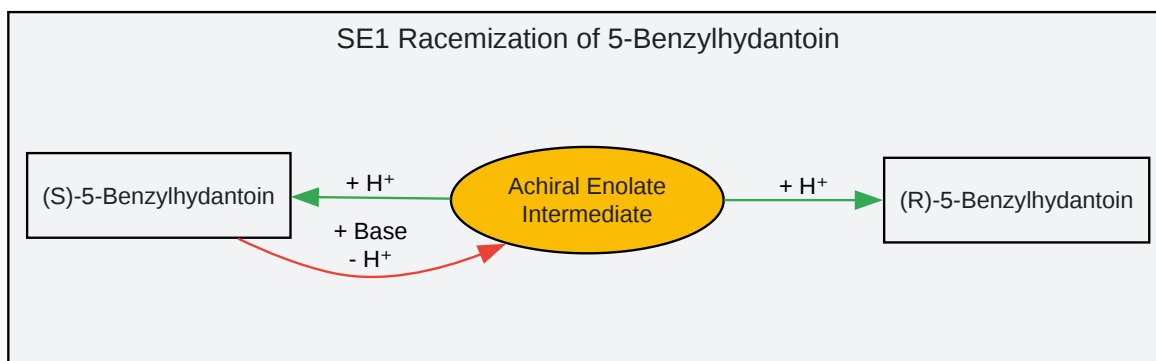 SE1 Racemization of 5-Benzylhydantoin
(S)-5-Benzylhydantoin
+ H⁺
+ Base
- H⁺
Achiral Enolate
Intermediate
+ H⁺
(R)-5-Benzylhydantoin